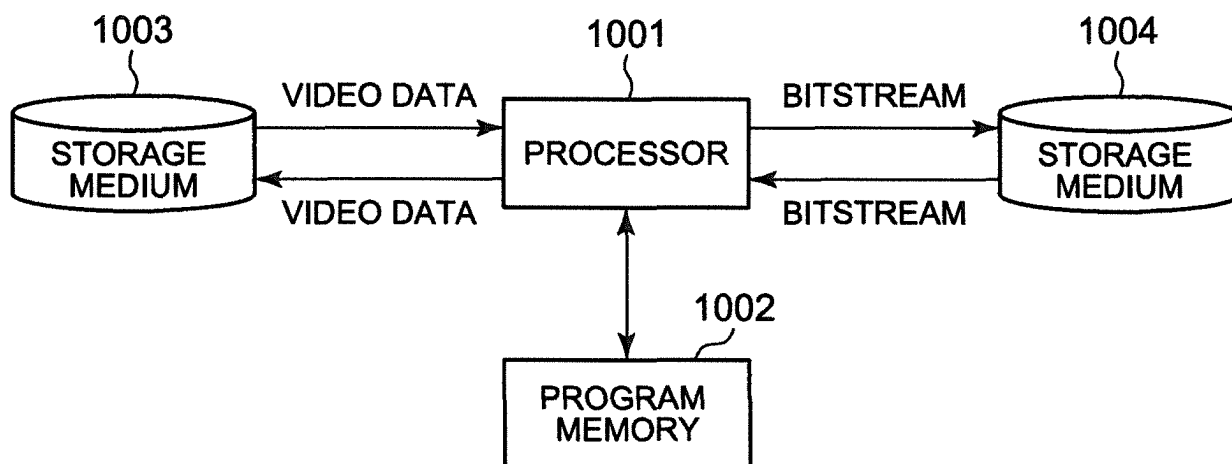 1003
1001
1004
VIDEO DATA
BITSTREAM
STORAGE
MEDIUM
PROCESSOR
STORAGE
MEDIUM
VIDEO DATA
BITSTREAM
1002
PROGRAM
MEMORY